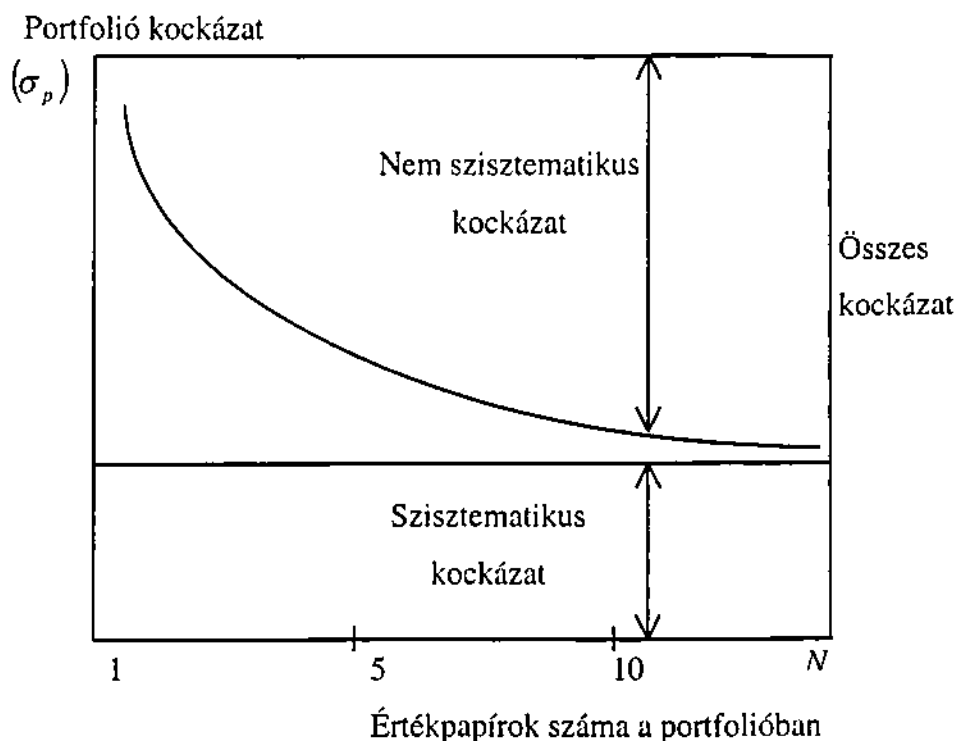 Portfolió kockázat
(σₚ)
Nem szisztematikus
kockázat
Összes
kockázat
Szisztematikus
kockázat
1 5 10 N
Értékpapírok száma a portfolióban